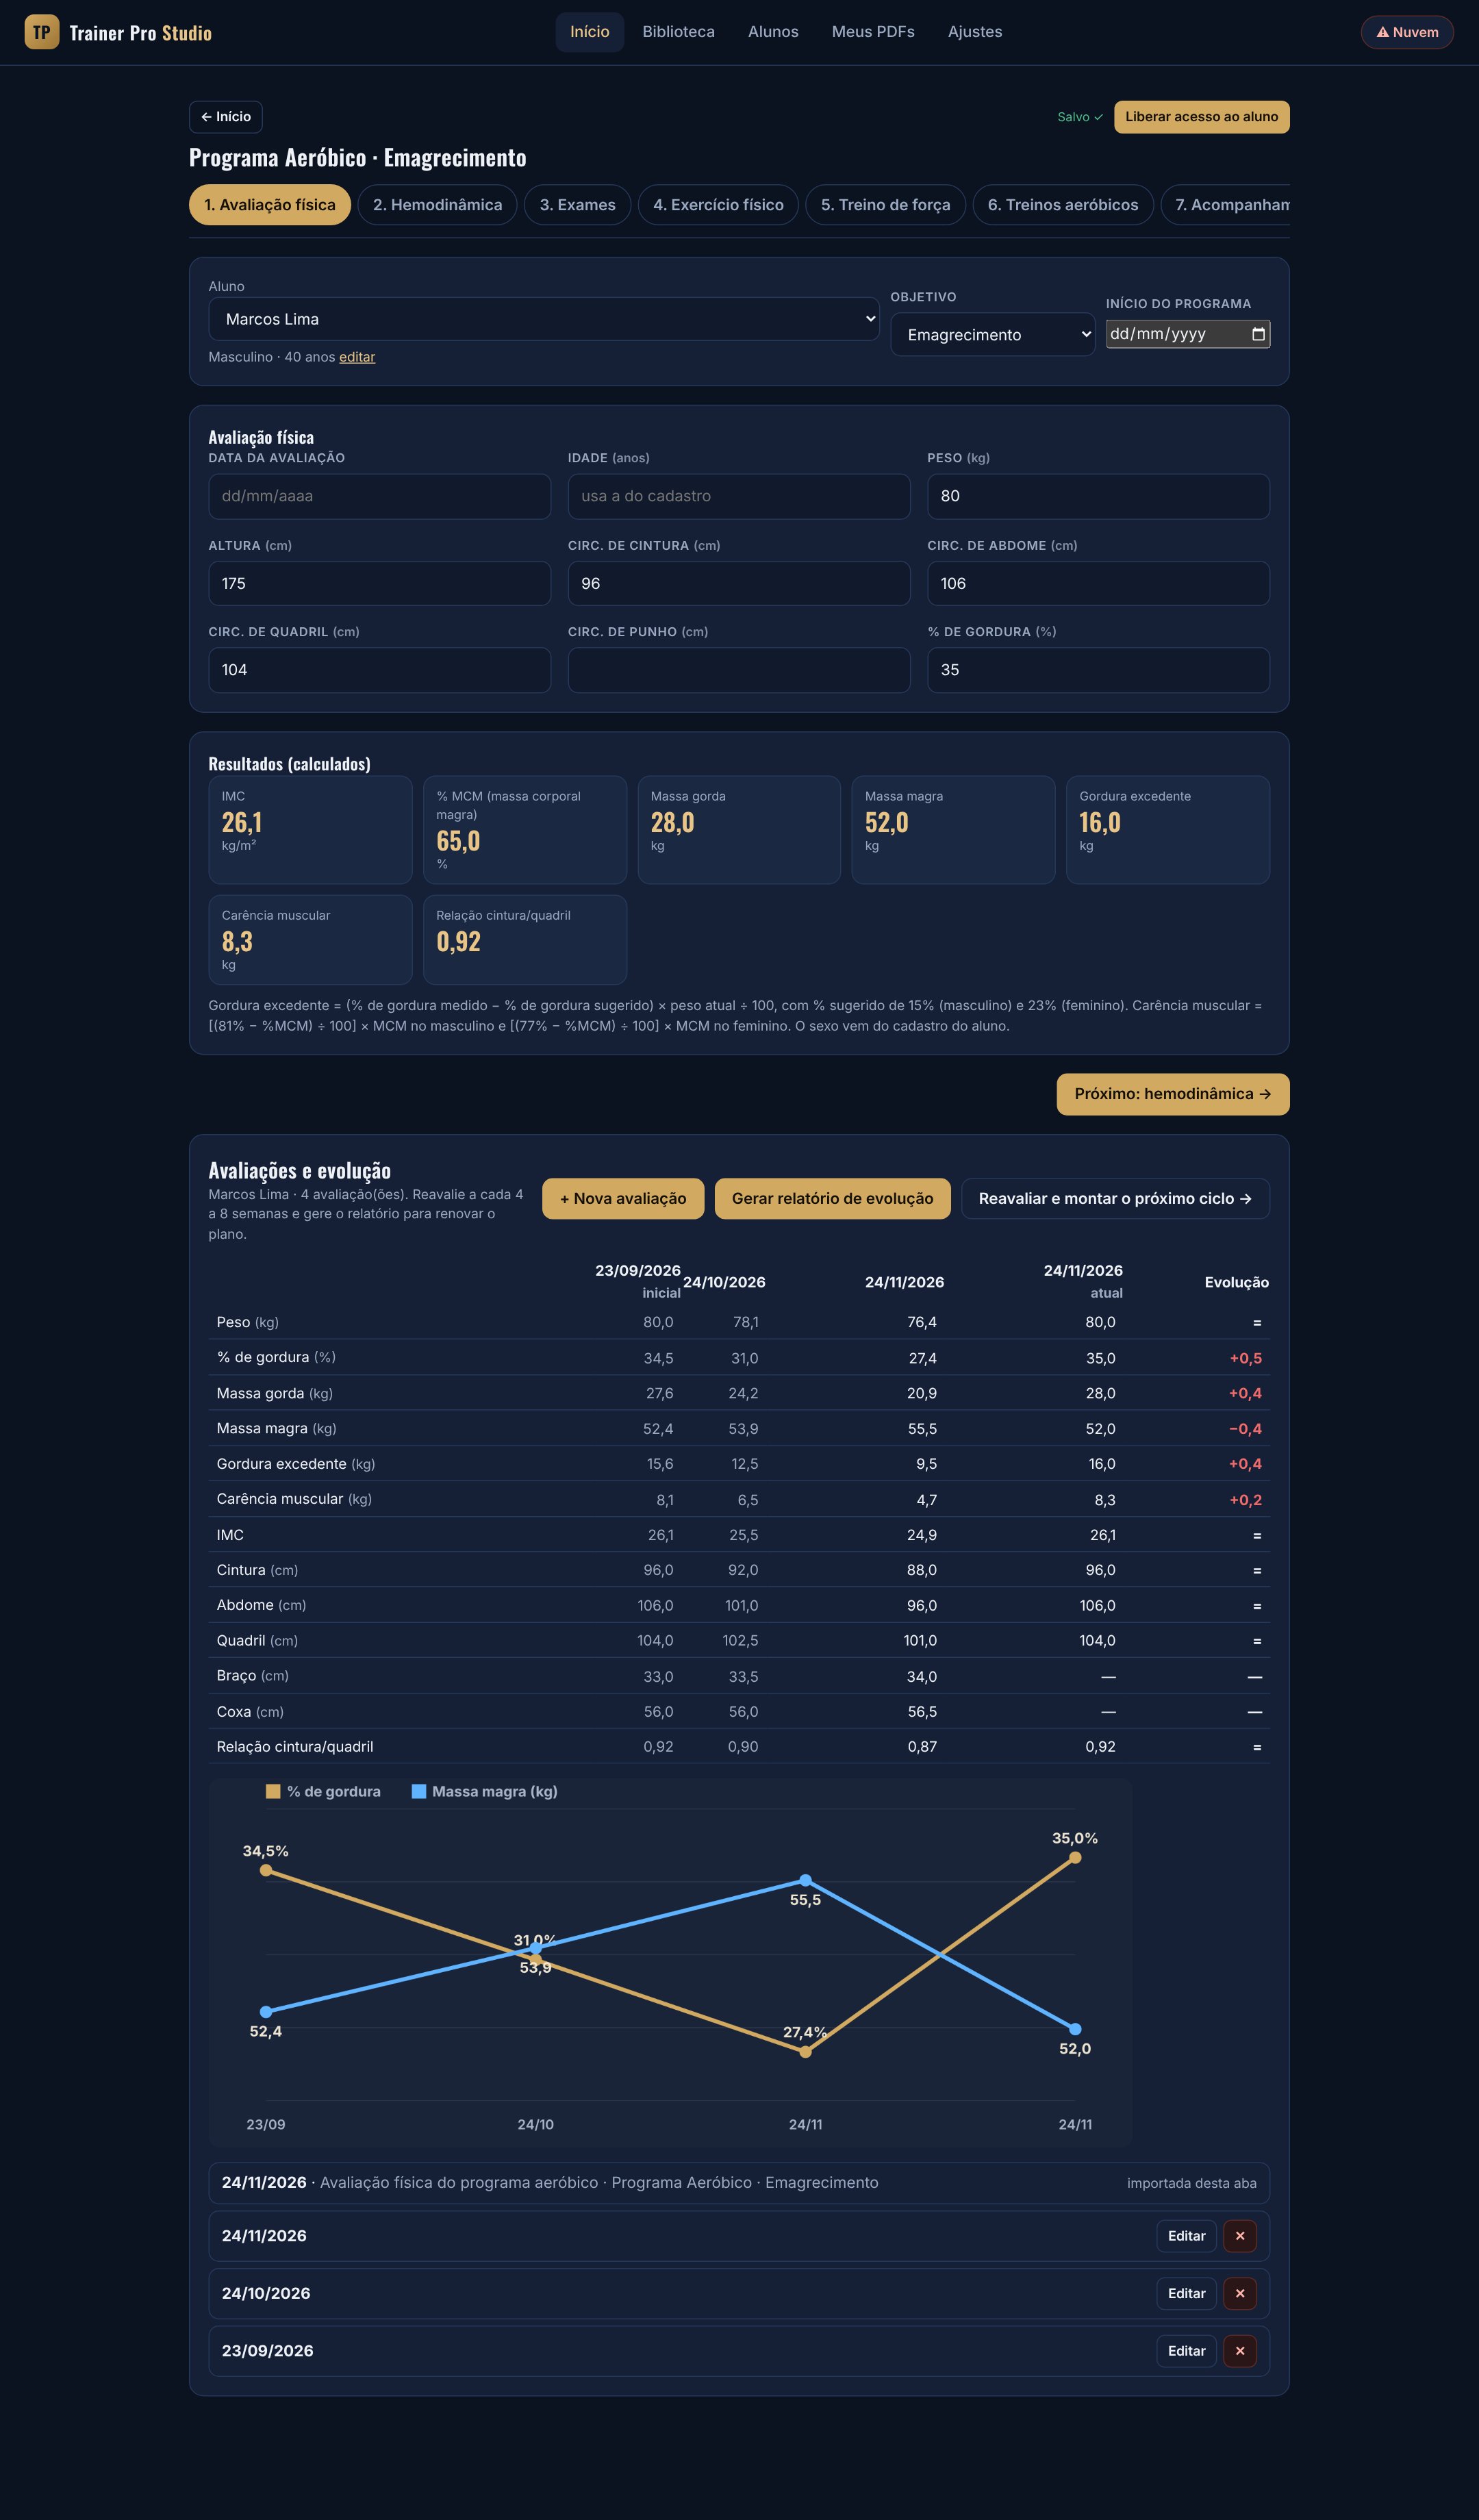 TP Trainer Pro Studio
Início Biblioteca Alunos Meus PDFs Ajustes
⚠ Nuvem
← Início
Salvo ✓
Liberar acesso ao aluno
Programa Aeróbico · Emagrecimento
1. Avaliação física
2. Hemodinâmica
3. Exames
4. Exercício físico
5. Treino de força
6. Treinos aeróbicos
7. Acompanham
Aluno
Marcos Lima
Masculino · 40 anos editar
OBJETIVO
Emagrecimento
INÍCIO DO PROGRAMA
dd/mm/yyyy
Avaliação física
DATA DA AVALIAÇÃO
dd/mm/aaaa
IDADE (anos)
usa a do cadastro
PESO (kg)
80
ALTURA (cm)
175
CIRC. DE CINTURA (cm)
96
CIRC. DE ABDOME (cm)
106
CIRC. DE QUADRIL (cm)
104
CIRC. DE PUNHO (cm)
% DE GORDURA (%)
35
Resultados (calculados)
IMC
26,1
kg/m²
% MCM (massa corporal
magra)
65,0
%
Massa gorda
28,0
kg
Massa magra
52,0
kg
Gordura excedente
16,0
kg
Carência muscular
8,3
kg
Relação cintura/quadril
0,92
Gordura excedente = (% de gordura medido − % de gordura sugerido) × peso atual ÷ 100, com % sugerido de 15% (masculino) e 23% (feminino). Carência muscular =
[(81% − %MCM) ÷ 100] × MCM no masculino e [(77% − %MCM) ÷ 100] × MCM no feminino. O sexo vem do cadastro do aluno.
Próximo: hemodinâmica →
Avaliações e evolução
Marcos Lima · 4 avaliação(ões). Reavalie a cada 4
a 8 semanas e gere o relatório para renovar o
plano.
+ Nova avaliação
Gerar relatório de evolução
Reavaliar e montar o próximo ciclo →
23/09/2026 inicial 24/10/2026 24/11/2026 24/11/2026 atual Evolução
Peso (kg) 80,0 78,1 76,4 80,0 =
% de gordura (%) 34,5 31,0 27,4 35,0 +0,5
Massa gorda (kg) 27,6 24,2 20,9 28,0 +0,4
Massa magra (kg) 52,4 53,9 55,5 52,0 −0,4
Gordura excedente (kg) 15,6 12,5 9,5 16,0 +0,4
Carência muscular (kg) 8,1 6,5 4,7 8,3 +0,2
IMC 26,1 25,5 24,9 26,1 =
Cintura (cm) 96,0 92,0 88,0 96,0 =
Abdome (cm) 106,0 101,0 96,0 106,0 =
Quadril (cm) 104,0 102,5 101,0 104,0 =
Braço (cm) 33,0 33,5 34,0 — —
Coxa (cm) 56,0 56,0 56,5 — —
Relação cintura/quadril 0,92 0,90 0,87 0,92 =
% de gordura Massa magra (kg)
34,5%
31,0%
27,4%
35,0%
52,4
53,9
55,5
52,0
23/09 24/10 24/11 24/11
24/11/2026 · Avaliação física do programa aeróbico · Programa Aeróbico · Emagrecimento importada desta aba
24/11/2026 Editar ✕
24/10/2026 Editar ✕
23/09/2026 Editar ✕